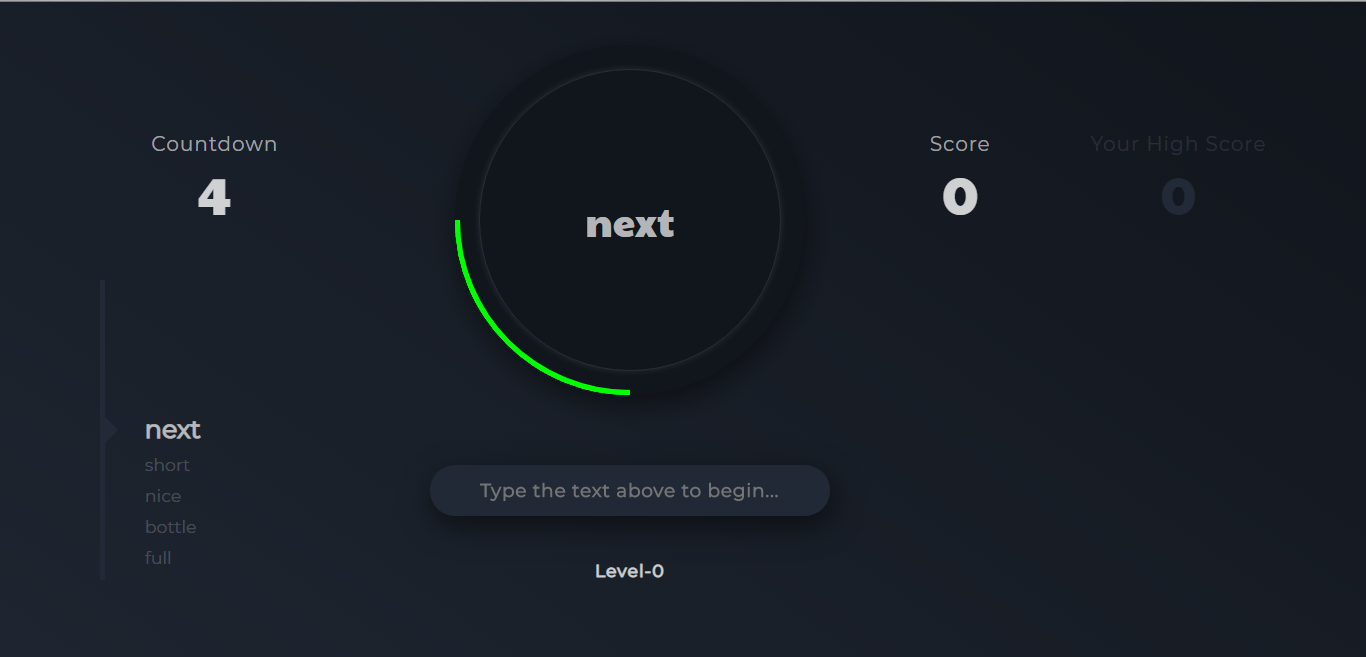 Countdown
4
next
Score
0
Your High Score
0
next
short
nice
bottle
full
Type the text above to begin...
Level-0